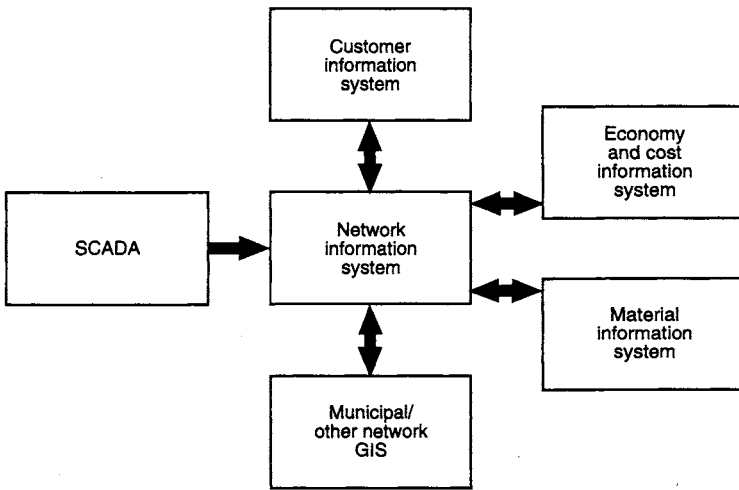 Customer
information
system
Economy
and cost
information
system
SCADA
Network
information
system
Material
information
system
Municipal/
other network
GIS